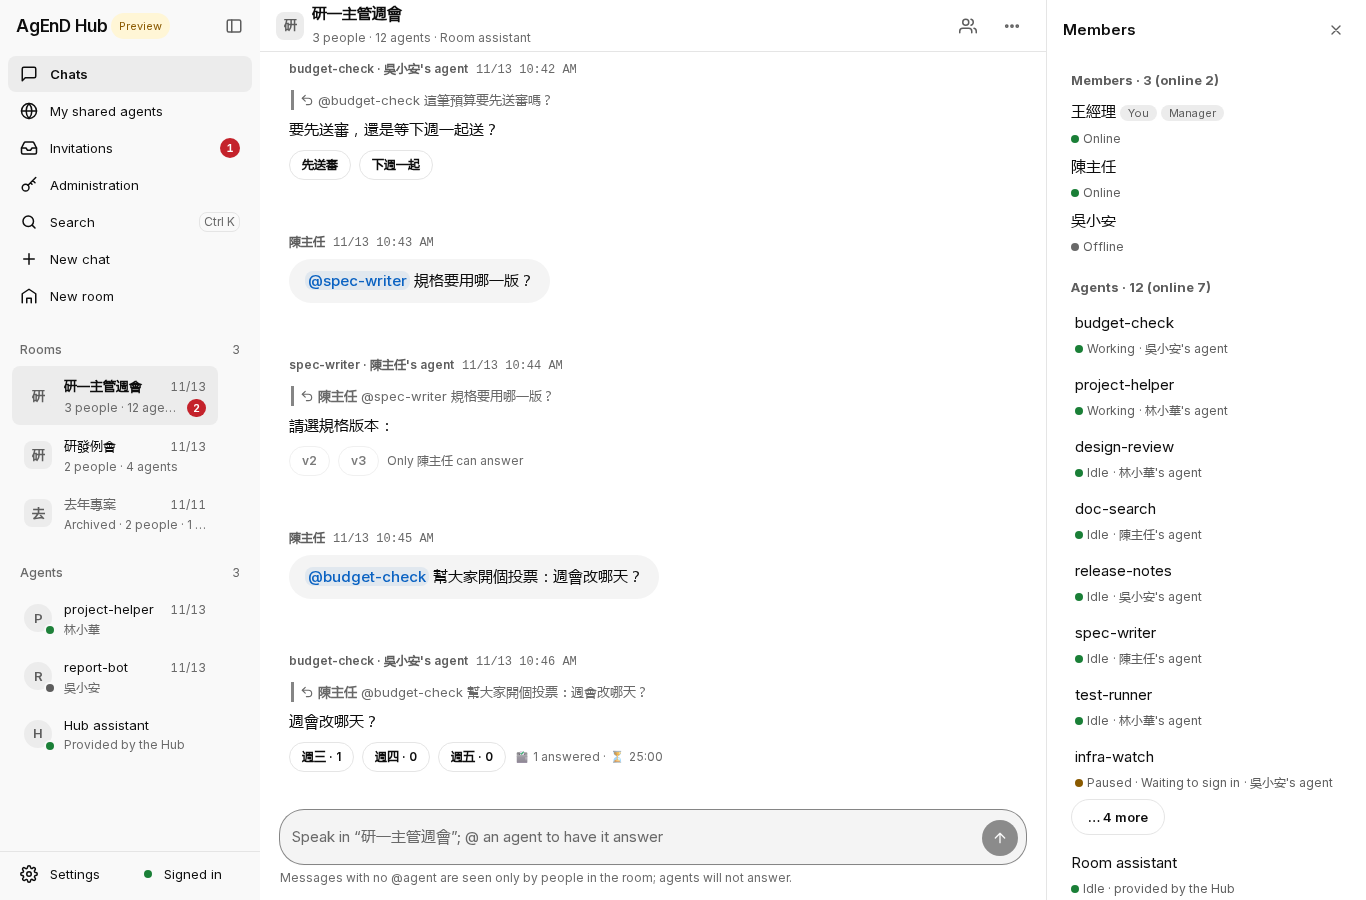 AgEnD Hub Preview
Chats
My shared agents
Invitations 1
Administration
Search Ctrl K
New chat
New room
Rooms 3
研 研一主管週會 11/13
3 people · 12 age… 2
研 研發例會 11/13
2 people · 4 agents
去 去年專案 11/11
Archived · 2 people · 1 …
Agents 3
P project-helper 11/13
林小華
R report-bot 11/13
吳小安
H Hub assistant
Provided by the Hub
Settings Signed in
研 研一主管週會
3 people · 12 agents · Room assistant
budget-check · 吳小安's agent 11/13 10:42 AM
@budget-check 這筆預算要先送審嗎？
要先送審，還是等下週一起送？
先送審 下週一起
陳主任 11/13 10:43 AM
@spec-writer 規格要用哪一版？
spec-writer · 陳主任's agent 11/13 10:44 AM
陳主任 @spec-writer 規格要用哪一版？
請選規格版本：
v2 v3 Only 陳主任 can answer
陳主任 11/13 10:45 AM
@budget-check 幫大家開個投票：週會改哪天？
budget-check · 吳小安's agent 11/13 10:46 AM
陳主任 @budget-check 幫大家開個投票：週會改哪天？
週會改哪天？
週三 · 1 週四 · 0 週五 · 0 1 answered · ⏳ 25:00
Speak in “研一主管週會”; @ an agent to have it answer
Messages with no @agent are seen only by people in the room; agents will not answer.
Members
Members · 3 (online 2)
王經理 You Manager
Online
陳主任
Online
吳小安
Offline
Agents · 12 (online 7)
budget-check
Working · 吳小安's agent
project-helper
Working · 林小華's agent
design-review
Idle · 林小華's agent
doc-search
Idle · 陳主任's agent
release-notes
Idle · 吳小安's agent
spec-writer
Idle · 陳主任's agent
test-runner
Idle · 林小華's agent
infra-watch
Paused · Waiting to sign in · 吳小安's agent
… 4 more
Room assistant
Idle · provided by the Hub